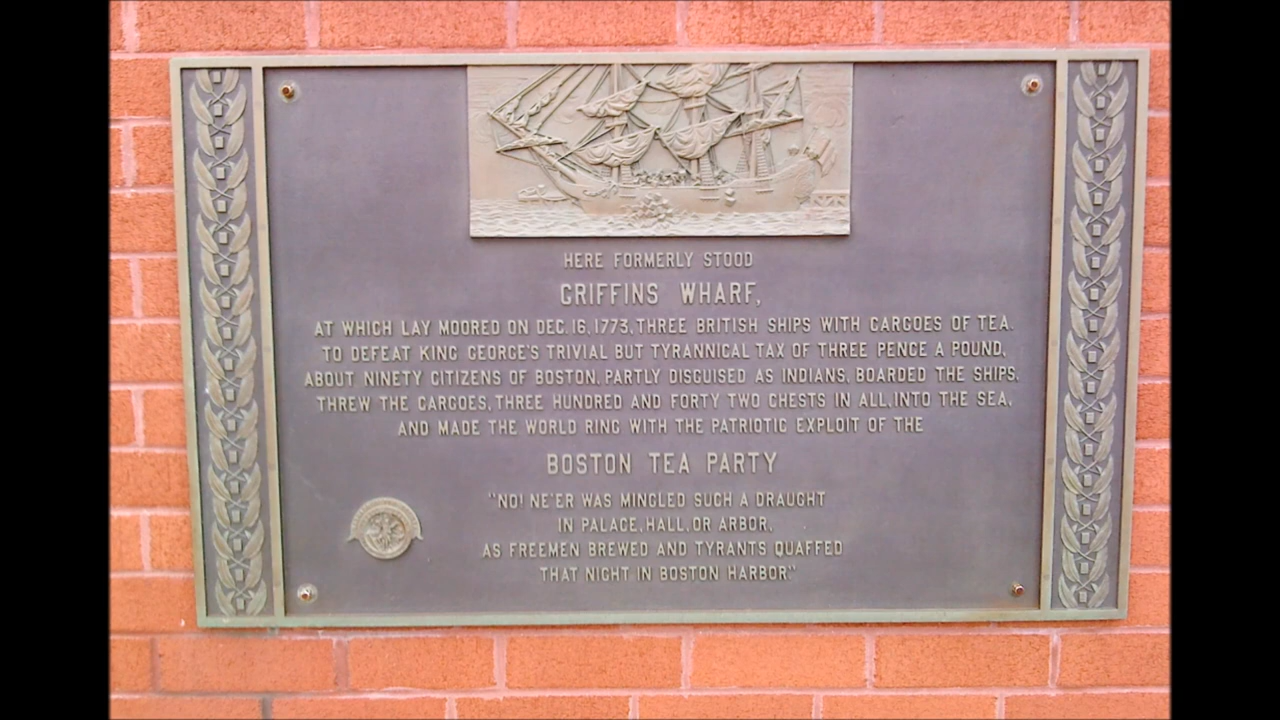 HERE FORMERLY STOOD
GRIFFINS WHARF,
AT WHICH LAY MOORED ON DEC. 16, 1773, THREE BRITISH SHIPS WITH CARGOES OF TEA.
TO DEFEAT KING GEORGE'S TRIVIAL BUT TYRANNICAL TAX OF THREE PENCE A POUND,
ABOUT NINETY CITIZENS OF BOSTON, PARTLY DISGUISED AS INDIANS, BOARDED THE SHIPS,
THREW THE CARGOES, THREE HUNDRED AND FORTY TWO CHESTS IN ALL, INTO THE SEA,
AND MADE THE WORLD RING WITH THE PATRIOTIC EXPLOIT OF THE
BOSTON TEA PARTY
"NO! NE'ER WAS MINGLED SUCH A DRAUGHT
IN PALACE, HALL, OR ARBOR,
AS FREEMEN BREWED AND TYRANTS QUAFFED
THAT NIGHT IN BOSTON HARBOR."